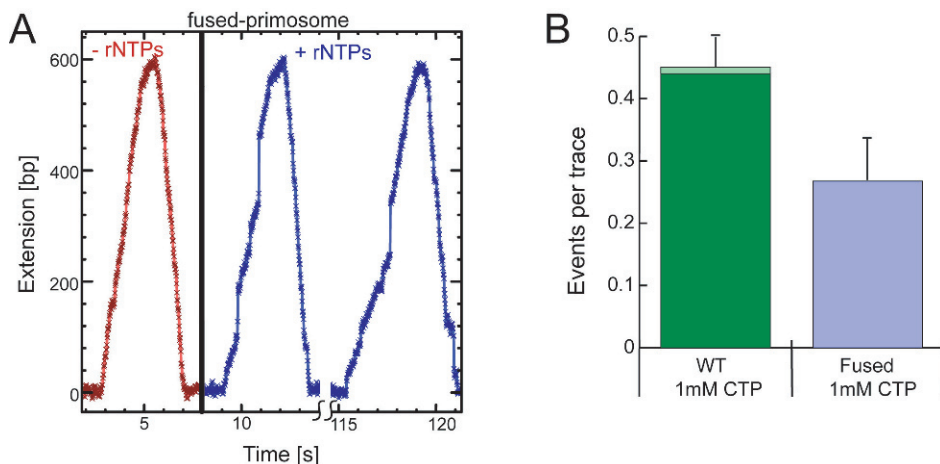 A
fused-primosome
- rNTPs
+ rNTPs
Extension [bp]
600
400
200
0
5
10
115
120
Time [s]
B
Events per trace
0.5
0.4
0.3
0.2
0.1
0
WT
1mM CTP
Fused
1mM CTP